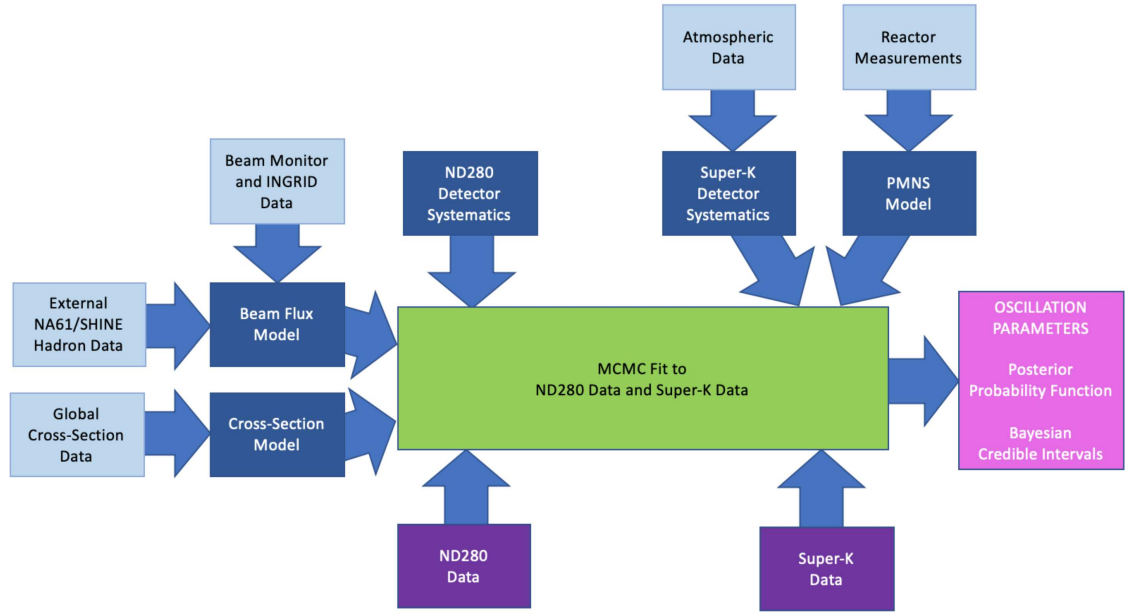 Atmospheric
Data
Reactor
Measurements
Beam Monitor
and INGRID
Data
ND280
Detector
Systematics
Super-K
Detector
Systematics
PMNS
Model
External
NA61/SHINE
Hadron Data
Beam Flux
Model
MCMC Fit to
ND280 Data and Super-K Data
OSCILLATION
PARAMETERS
Posterior
Probability Function
Bayesian
Credible Intervals
Global
Cross-Section
Data
Cross-Section
Model
ND280
Data
Super-K
Data